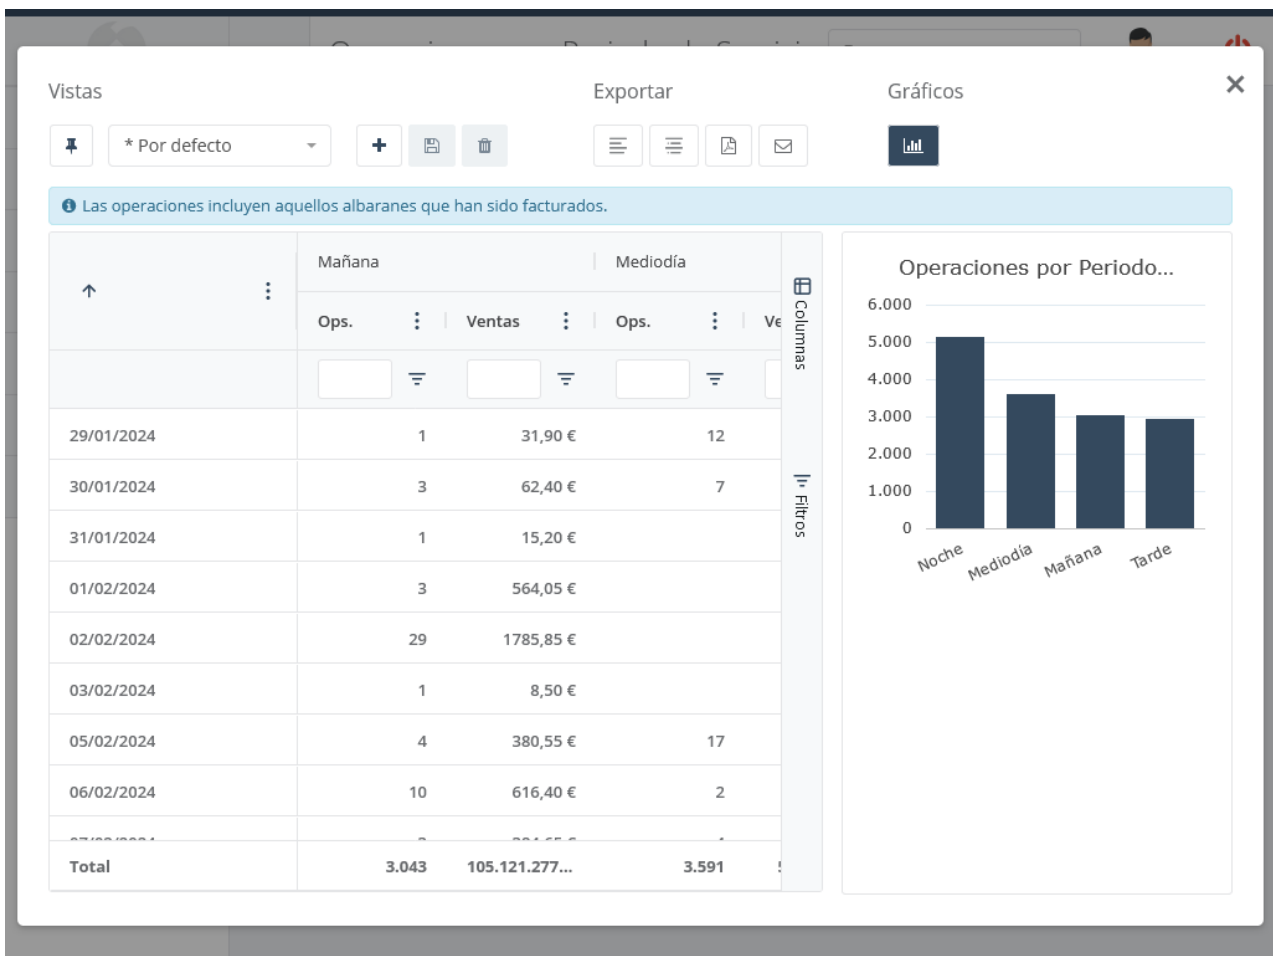 Vistas
Exportar
Gráficos
* Por defecto
Las operaciones incluyen aquellos albaranes que han sido facturados.
Mañana Mediodía
Ops. Ventas Ops.
Columnas
Filtros
29/01/2024 1 31,90 € 12
30/01/2024 3 62,40 € 7
31/01/2024 1 15,20 €
01/02/2024 3 564,05 €
02/02/2024 29 1785,85 €
03/02/2024 1 8,50 €
05/02/2024 4 380,55 € 17
06/02/2024 10 616,40 € 2
Total 3.043 105.121.277... 3.591
Operaciones por Periodo...
6.000
5.000
4.000
3.000
2.000
1.000
0
Noche Mediodía Mañana Tarde